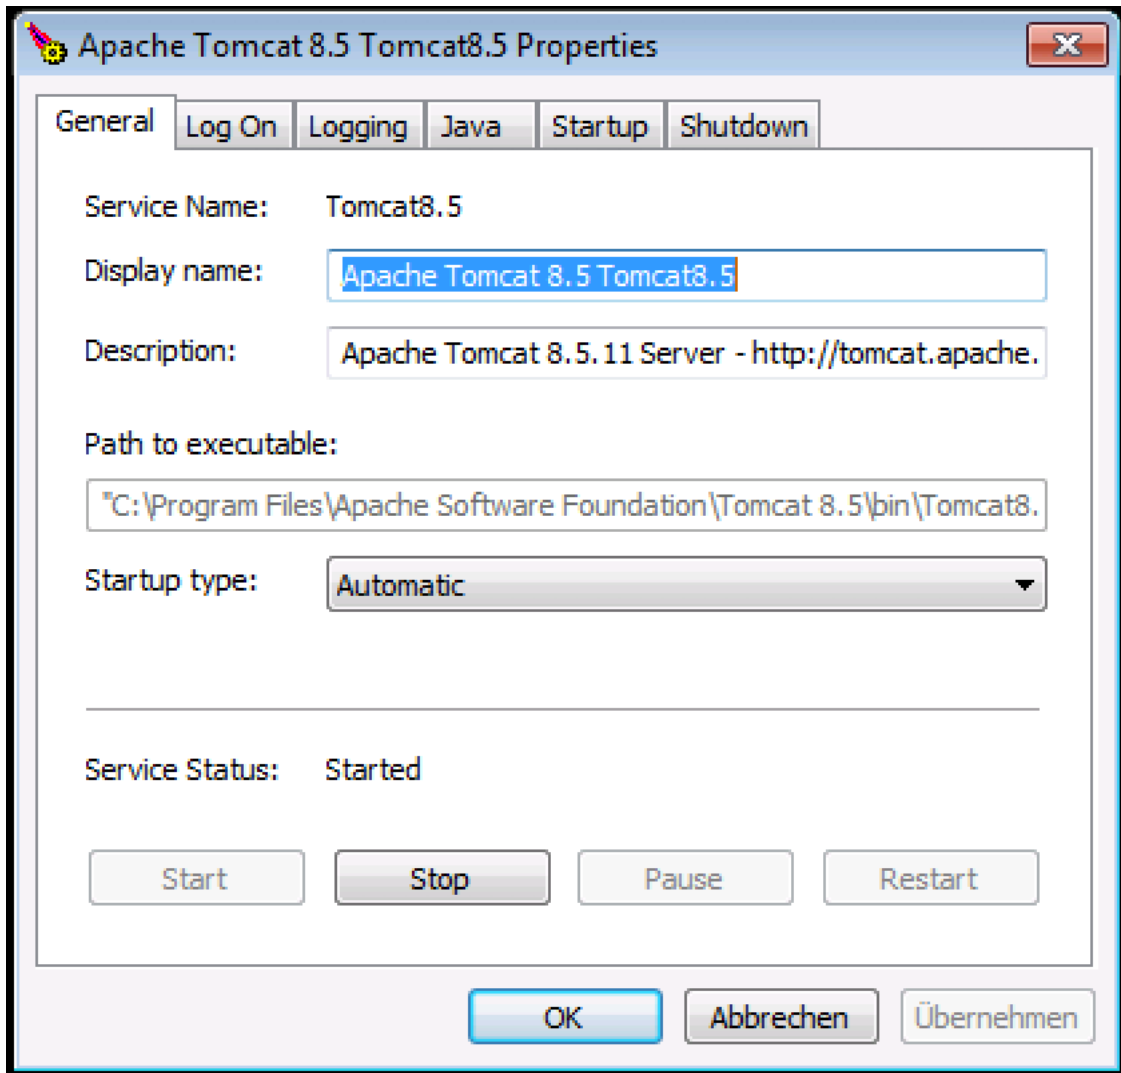 Apache Tomcat 8.5 Tomcat8.5 Properties
General Log On Logging Java Startup Shutdown
Service Name: Tomcat8.5
Display name: Apache Tomcat 8.5 Tomcat8.5
Description: Apache Tomcat 8.5.11 Server - http://tomcat.apache.
Path to executable:
"C:\Program Files\Apache Software Foundation\Tomcat 8.5\bin\Tomcat8.
Startup type: Automatic
Service Status: Started
Start Stop Pause Restart
OK Abbrechen Übernehmen